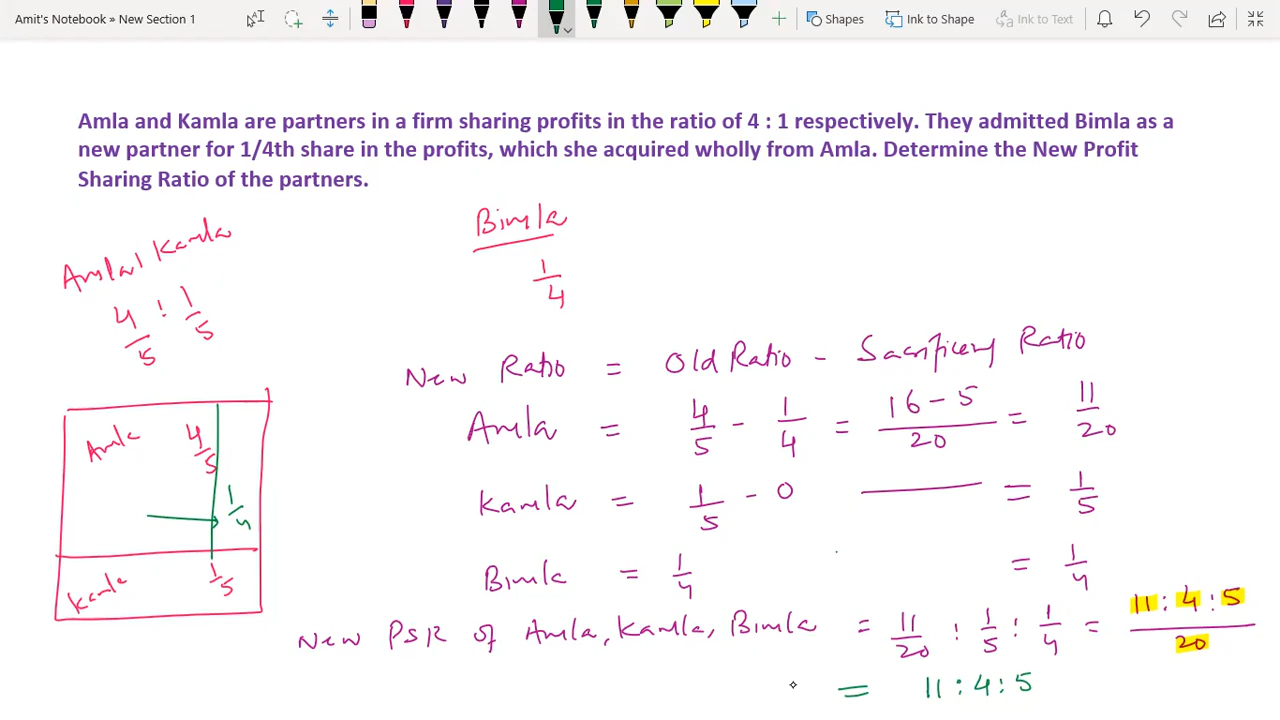 Amit's Notebook » New Section 1
Shapes
Ink to Shape
Ink to Text
Amla and Kamla are partners in a firm sharing profits in the ratio of 4 : 1 respectively. They admitted Bimla as a
new partner for 1/4th share in the profits, which she acquired wholly from Amla. Determine the New Profit
Sharing Ratio of the partners.
Amla, Kamla
4/5 : 1/5
Bimla
1/4
New Ratio = Old Ratio - Sacrificing Ratio
Amla = 4/5 - 1/4 = 16-5/20 = 11/20
Kamla = 1/5 - 0 = 1/5
Bimla = 1/4 = 1/4
New PSR of Amla, Kamla, Bimla = 11/20 : 1/5 : 1/4 = 11:4:5/20
= 11:4:5
Amla 4/5
1/4
Kamla 1/5